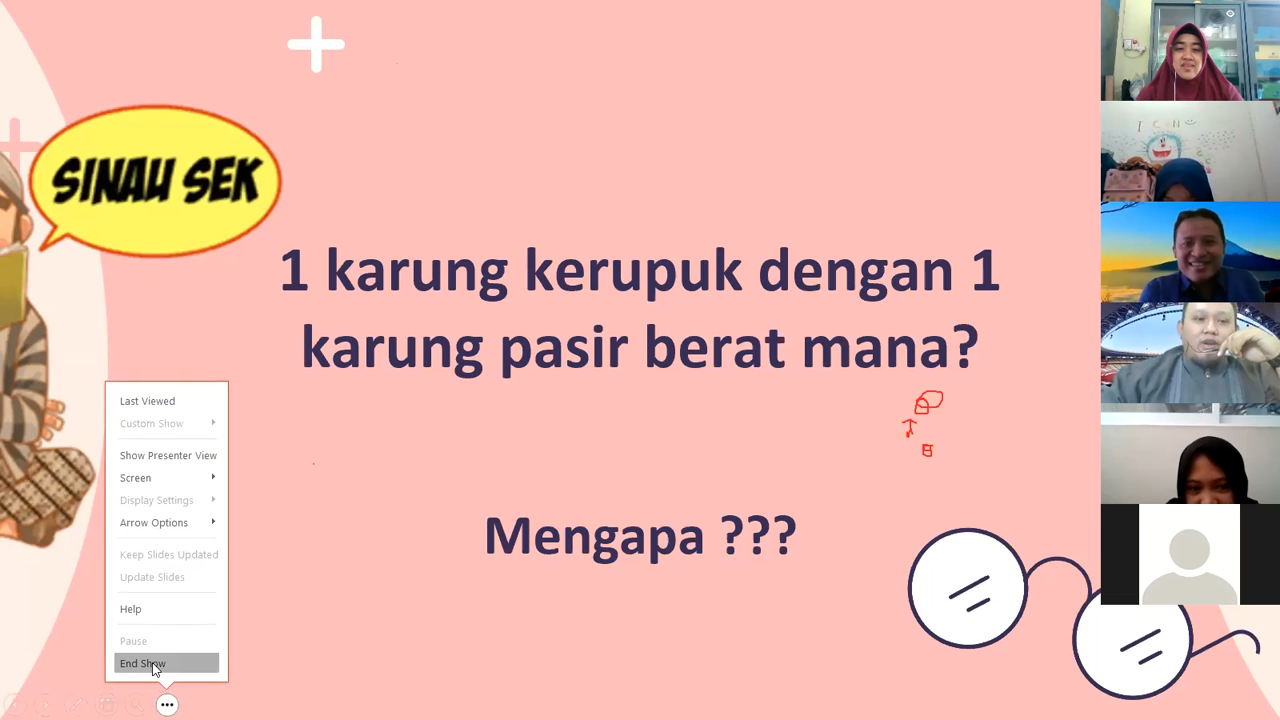 SINAU SEK
1 karung kerupuk dengan 1
karung pasir berat mana?
Mengapa ???
Last Viewed
Custom Show
Show Presenter View
Screen
Display Settings
Arrow Options
Keep Slides Updated
Update Slides
Help
Pause
End Show
I CAN